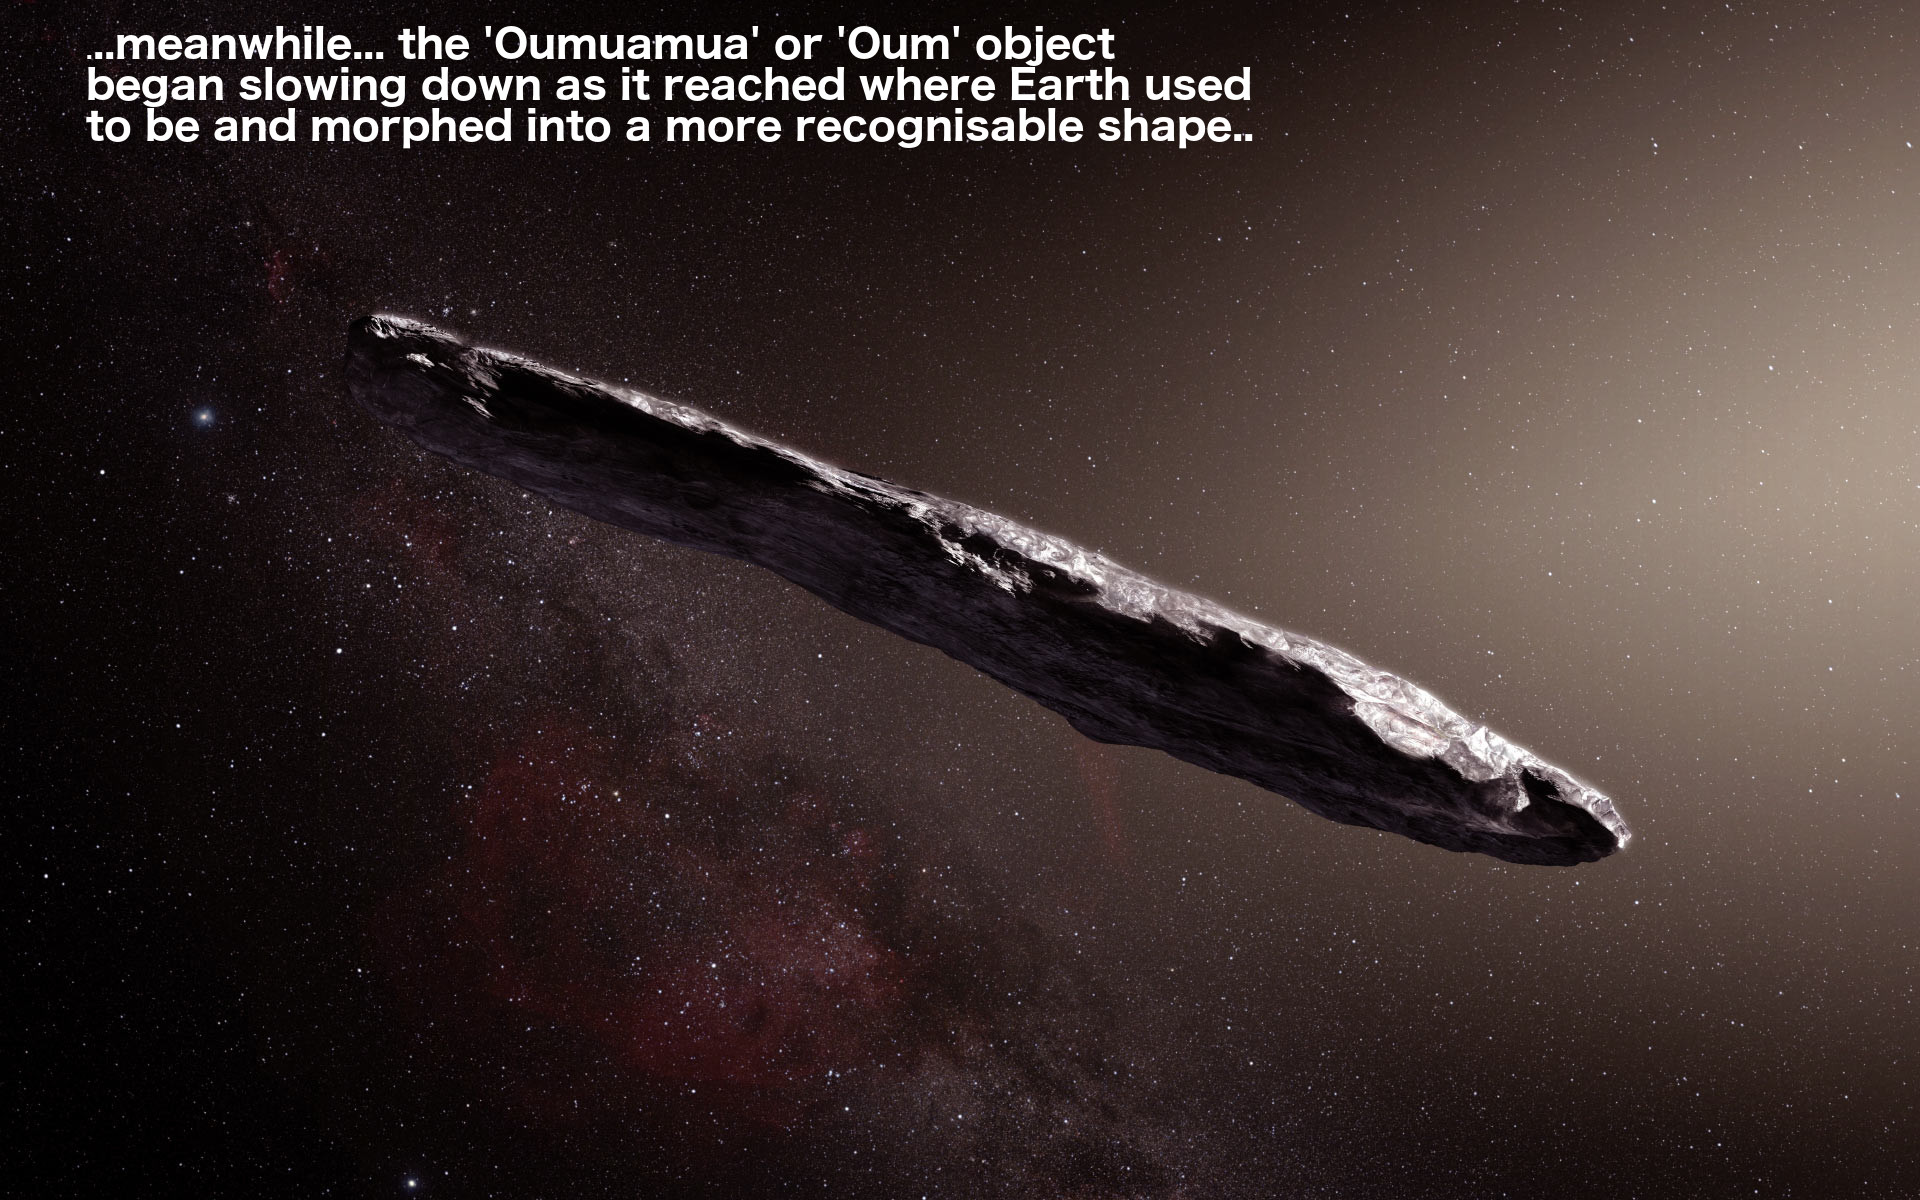 ...meanwhile... the 'Oumuamua' or 'Oum' object
began slowing down as it reached where Earth used
to be and morphed into a more recognisable shape..